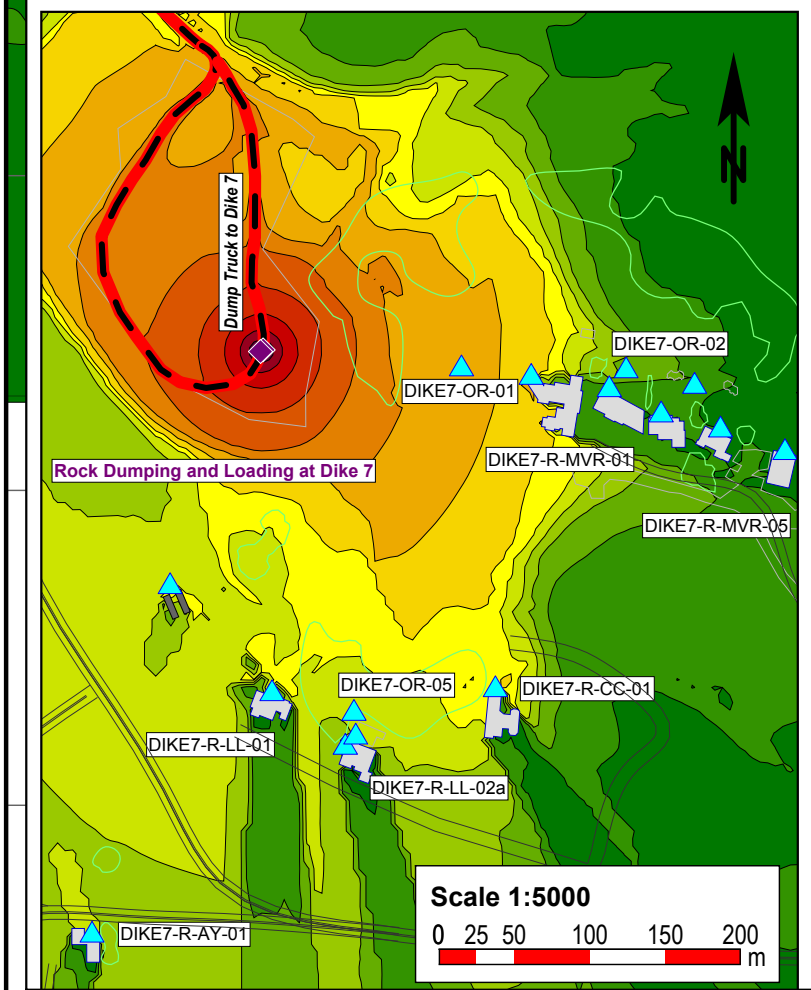 N
Dump Truck to Dike 7
DIKE7-OR-02
DIKE7-OR-01
DIKE7-R-MVR-01
Rock Dumping and Loading at Dike 7
DIKE7-R-MVR-05
DIKE7-OR-05
DIKE7-R-CC-01
DIKE7-R-LL-01
DIKE7-R-LL-02a
Scale 1:5000
0 25 50 100 150 200
m
DIKE7-R-AY-01